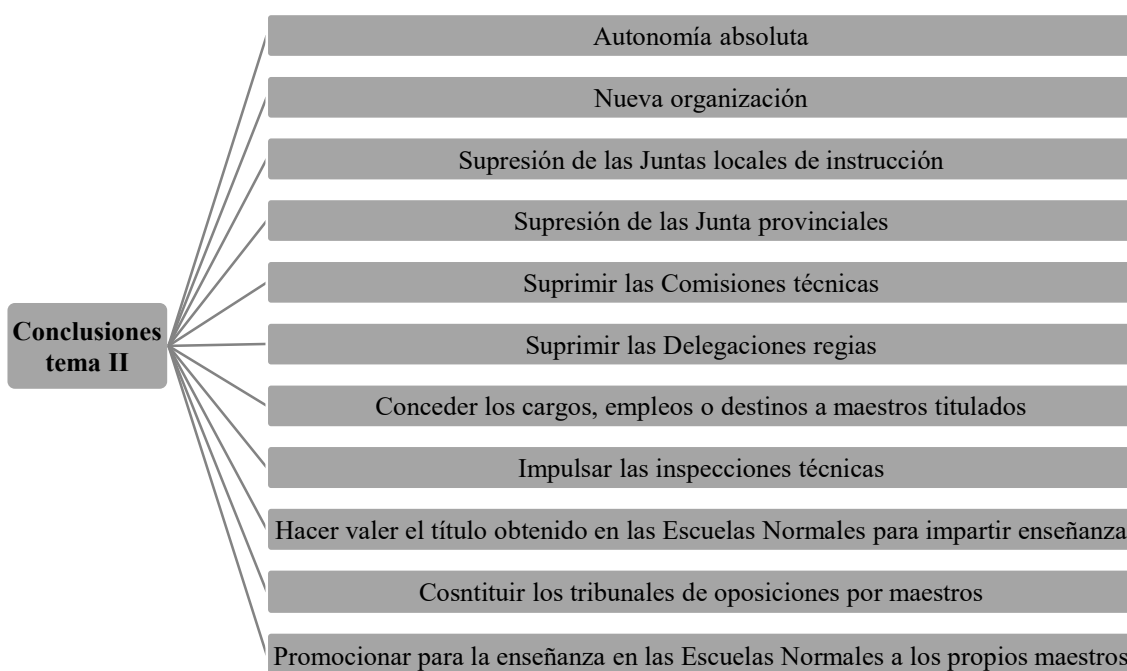 Conclusiones
tema II
Autonomía absoluta
Nueva organización
Supresión de las Juntas locales de instrucción
Supresión de las Junta provinciales
Suprimir las Comisiones técnicas
Suprimir las Delegaciones regias
Conceder los cargos, empleos o destinos a maestros titulados
Impulsar las inspecciones técnicas
Hacer valer el título obtenido en las Escuelas Normales para impartir enseñanza
Cosntituir los tribunales de oposiciones por maestros
Promocionar para la enseñanza en las Escuelas Normales a los propios maestros